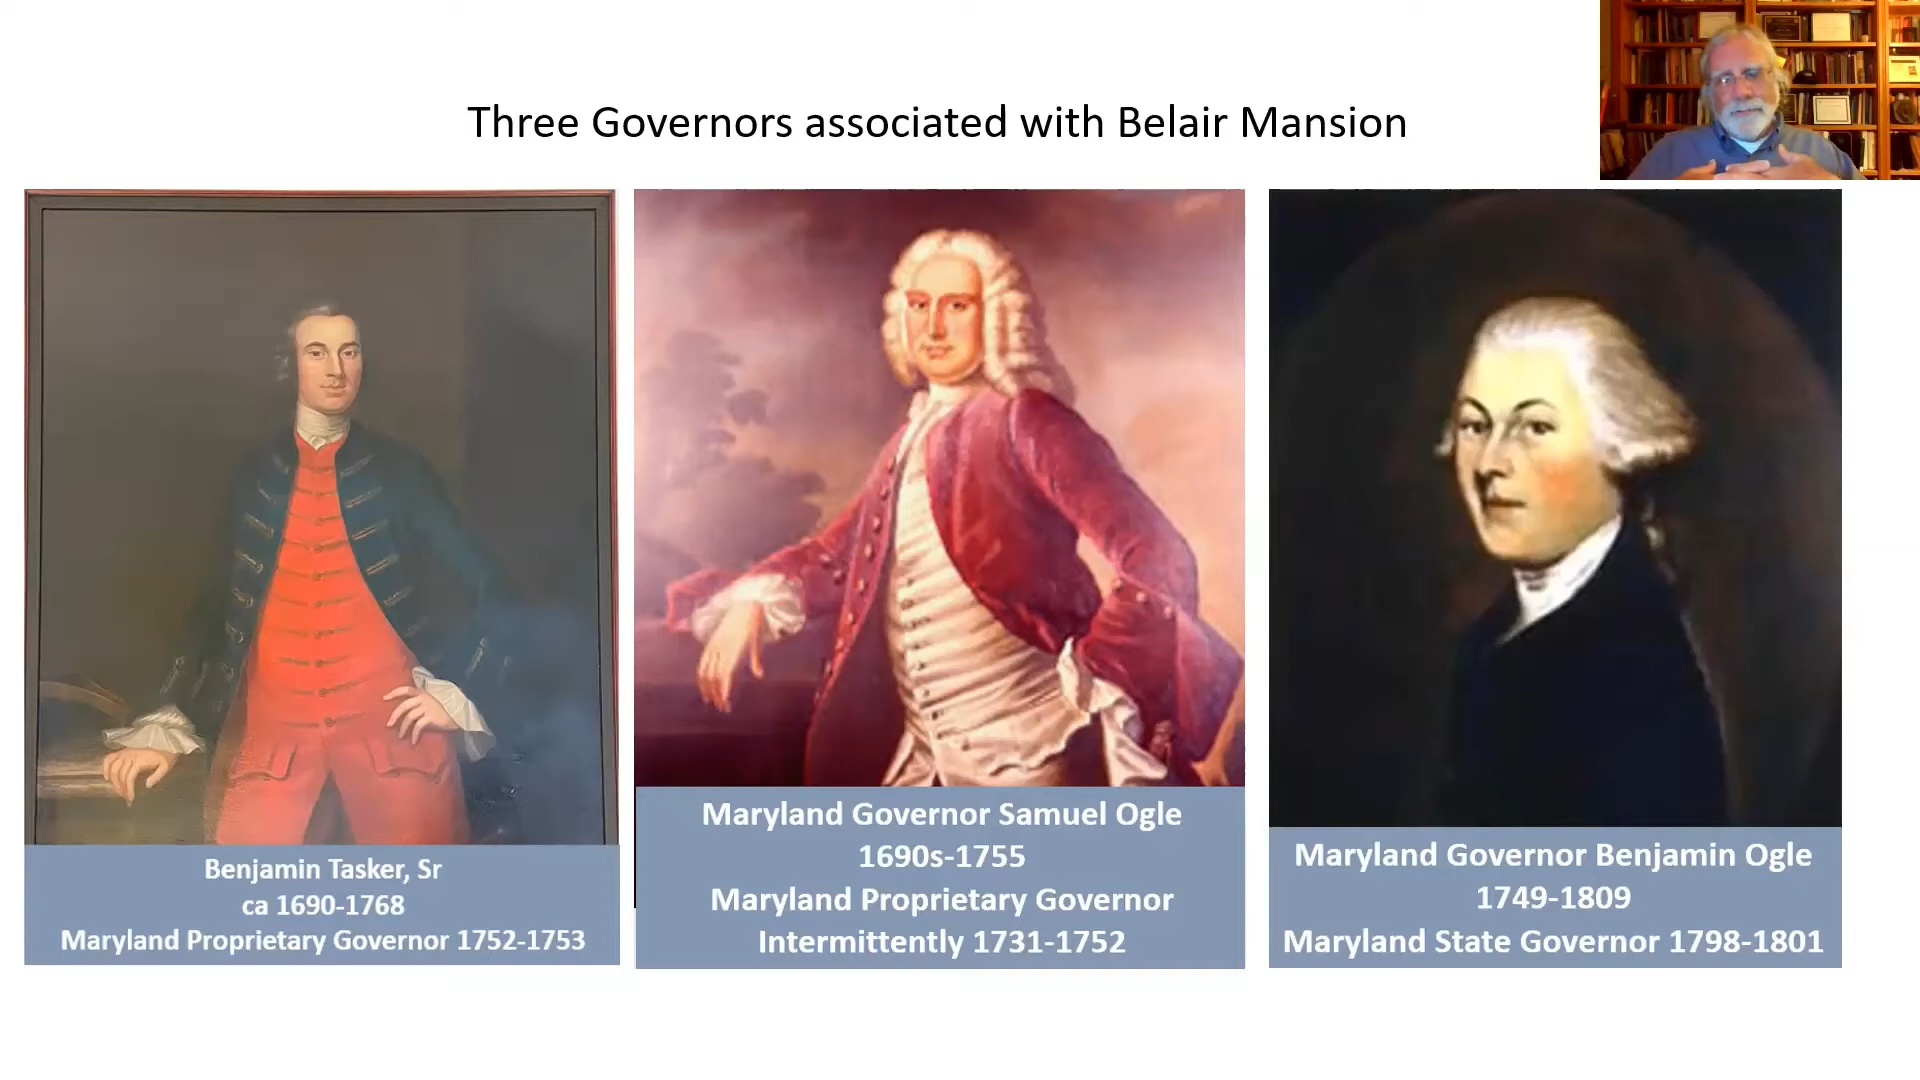 Three Governors associated with Belair Mansion
Benjamin Tasker, Sr
ca 1690-1768
Maryland Proprietary Governor 1752-1753
Maryland Governor Samuel Ogle
1690s-1755
Maryland Proprietary Governor
Intermittently 1731-1752
Maryland Governor Benjamin Ogle
1749-1809
Maryland State Governor 1798-1801